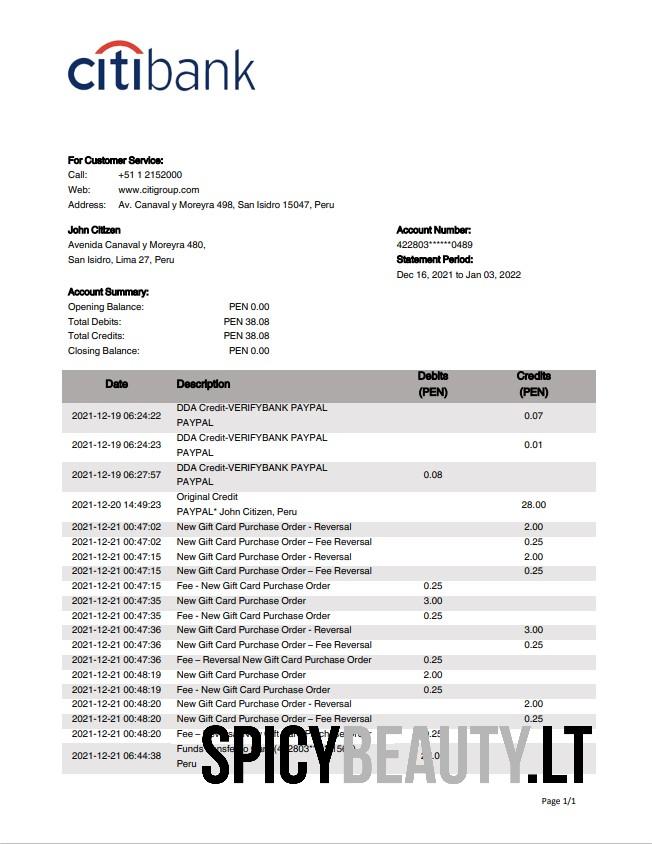 citibank
For Customer Service:
Call: +51 1 2152000
Web: www.citigroup.com
Address: Av. Canaval y Moreyra 498, San Isidro 15047, Peru
John Citizen
Avenida Canaval y Moreyra 480,
San Isidro, Lima 27, Peru
Account Number:
422803******0489
Statement Period:
Dec 16, 2021 to Jan 03, 2022
Account Summary:
Opening Balance: PEN 0.00
Total Debits: PEN 38.08
Total Credits: PEN 38.08
Closing Balance: PEN 0.00
Date Description Debits (PEN) Credits (PEN)
2021-12-19 06:24:22 DDA Credit-VERIFYBANK PAYPAL 0.07
PAYPAL
2021-12-19 06:24:23 DDA Credit-VERIFYBANK PAYPAL 0.01
PAYPAL
2021-12-19 06:27:57 DDA Credit-VERIFYBANK PAYPAL 0.08
PAYPAL
2021-12-20 14:49:23 Original Credit 28.00
PAYPAL* John Citizen, Peru
2021-12-21 00:47:02 New Gift Card Purchase Order - Reversal 2.00
2021-12-21 00:47:02 New Gift Card Purchase Order – Fee Reversal 0.25
2021-12-21 00:47:15 New Gift Card Purchase Order - Reversal 2.00
2021-12-21 00:47:15 New Gift Card Purchase Order – Fee Reversal 0.25
2021-12-21 00:47:15 Fee - New Gift Card Purchase Order 0.25
2021-12-21 00:47:35 New Gift Card Purchase Order 3.00
2021-12-21 00:47:35 Fee - New Gift Card Purchase Order 0.25
2021-12-21 00:47:36 New Gift Card Purchase Order - Reversal 3.00
2021-12-21 00:47:36 New Gift Card Purchase Order – Fee Reversal 0.25
2021-12-21 00:47:36 Fee – Reversal New Gift Card Purchase Order 0.25
2021-12-21 00:48:19 New Gift Card Purchase Order 2.00
2021-12-21 00:48:19 Fee - New Gift Card Purchase Order 0.25
2021-12-21 00:48:20 New Gift Card Purchase Order - Reversal 2.00
2021-12-21 00:48:20 New Gift Card Purchase Order – Fee Reversal 0.25
2021-12-21 00:48:20 Fee –
2021-12-21 06:44:38 Funds
Peru
SPICYBEAUTY.LT
Page 1/1